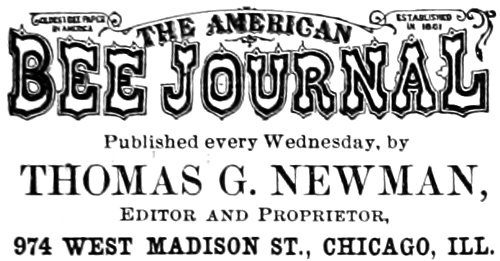 OLDEST BEE PAPER
IN AMERICA
THE AMERICAN
ESTABLISHED
IN 1861
BEE JOURNAL
Published every Wednesday, by
THOMAS G. NEWMAN,
EDITOR AND PROPRIETOR,
974 WEST MADISON ST., CHICAGO, ILL.